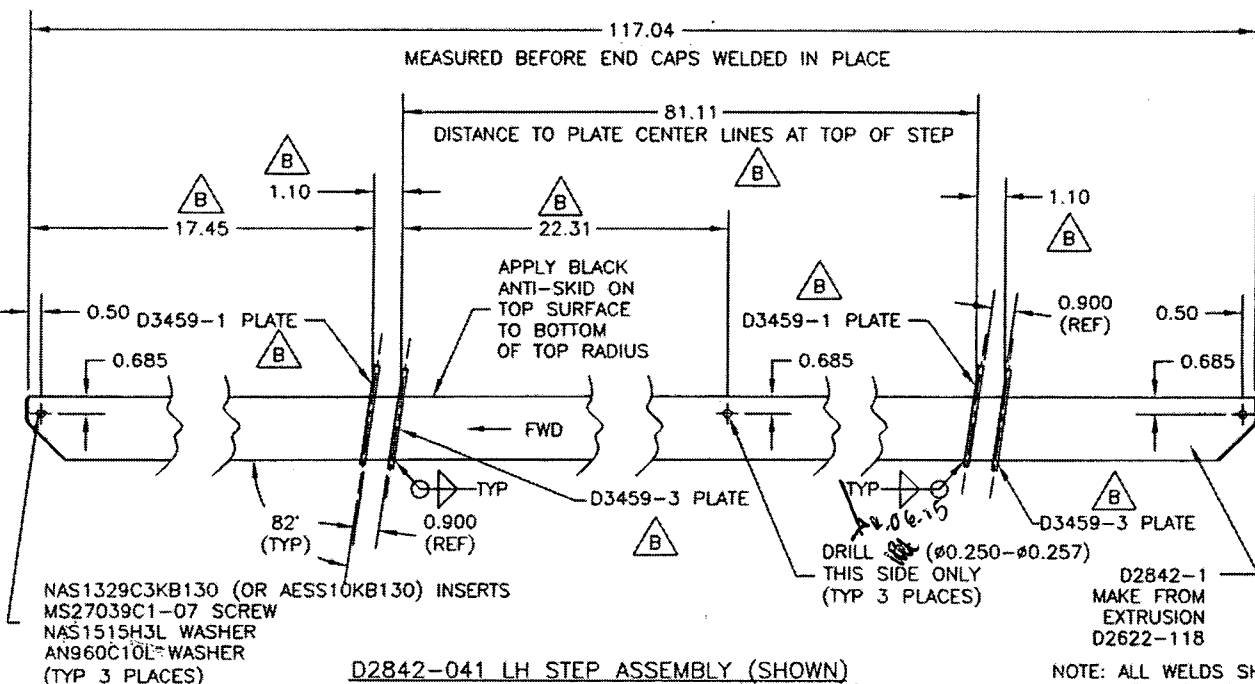 117.04
MEASURED BEFORE END CAPS WELDED IN PLACE
81.11
DISTANCE TO PLATE CENTER LINES AT TOP OF STEP
B
1.10
B
17.45
B
22.31
B
1.10
B
APPLY BLACK
ANTI-SKID ON
TOP SURFACE
TO BOTTOM
OF TOP RADIUS
B
0.50
D3459-1 PLATE
B
0.685
D3459-1 PLATE
0.685
0.900
(REF)
0.50
0.685
FWD
TYP
D3459-3 PLATE
B
82°
(TYP)
0.900
(REF)
TYP
B
D3459-3 PLATE
06.15
DRILL (ø0.250-ø0.257)
THIS SIDE ONLY
(TYP 3 PLACES)
NAS1329C3KB130 (OR AESS10KB130) INSERTS
MS27039C1-07 SCREW
NAS1515H3L WASHER
AN960C10L WASHER
(TYP 3 PLACES)
D2842-1
MAKE FROM
EXTRUSION
D2622-118
D2842-041 LH STEP ASSEMBLY (SHOWN)
NOTE: ALL WELDS SH